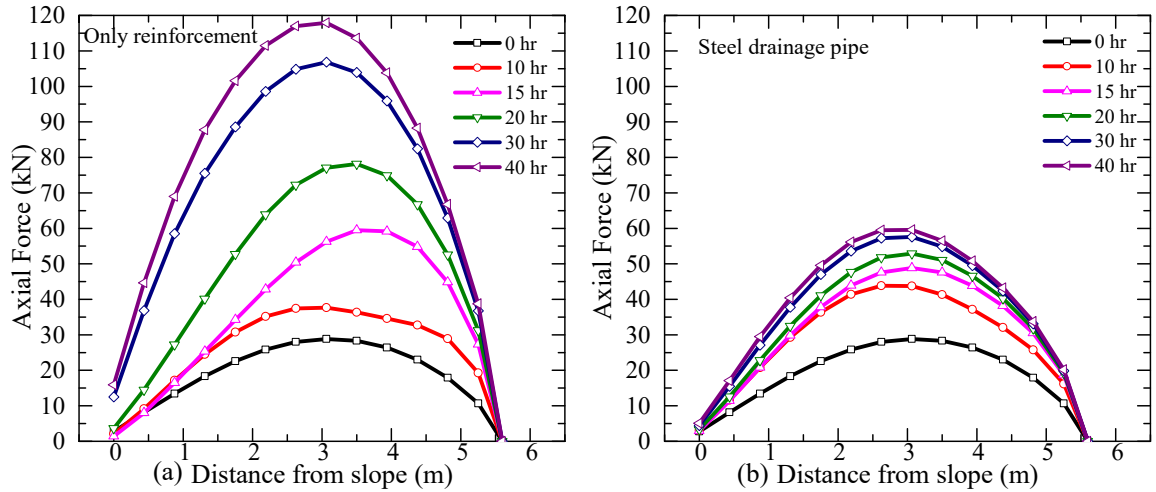 Only reinforcement
0 hr
10 hr
15 hr
20 hr
30 hr
40 hr
120
110
100
90
80
70
60
50
40
30
20
10
0
Axial Force (kN)
0 1 2 3 4 5 6
(a) Distance from slope (m)
Steel drainage pipe
0 hr
10 hr
15 hr
20 hr
30 hr
40 hr
120
110
100
90
80
70
60
50
40
30
20
10
0
Axial Force (kN)
0 1 2 3 4 5 6
(b) Distance from slope (m)